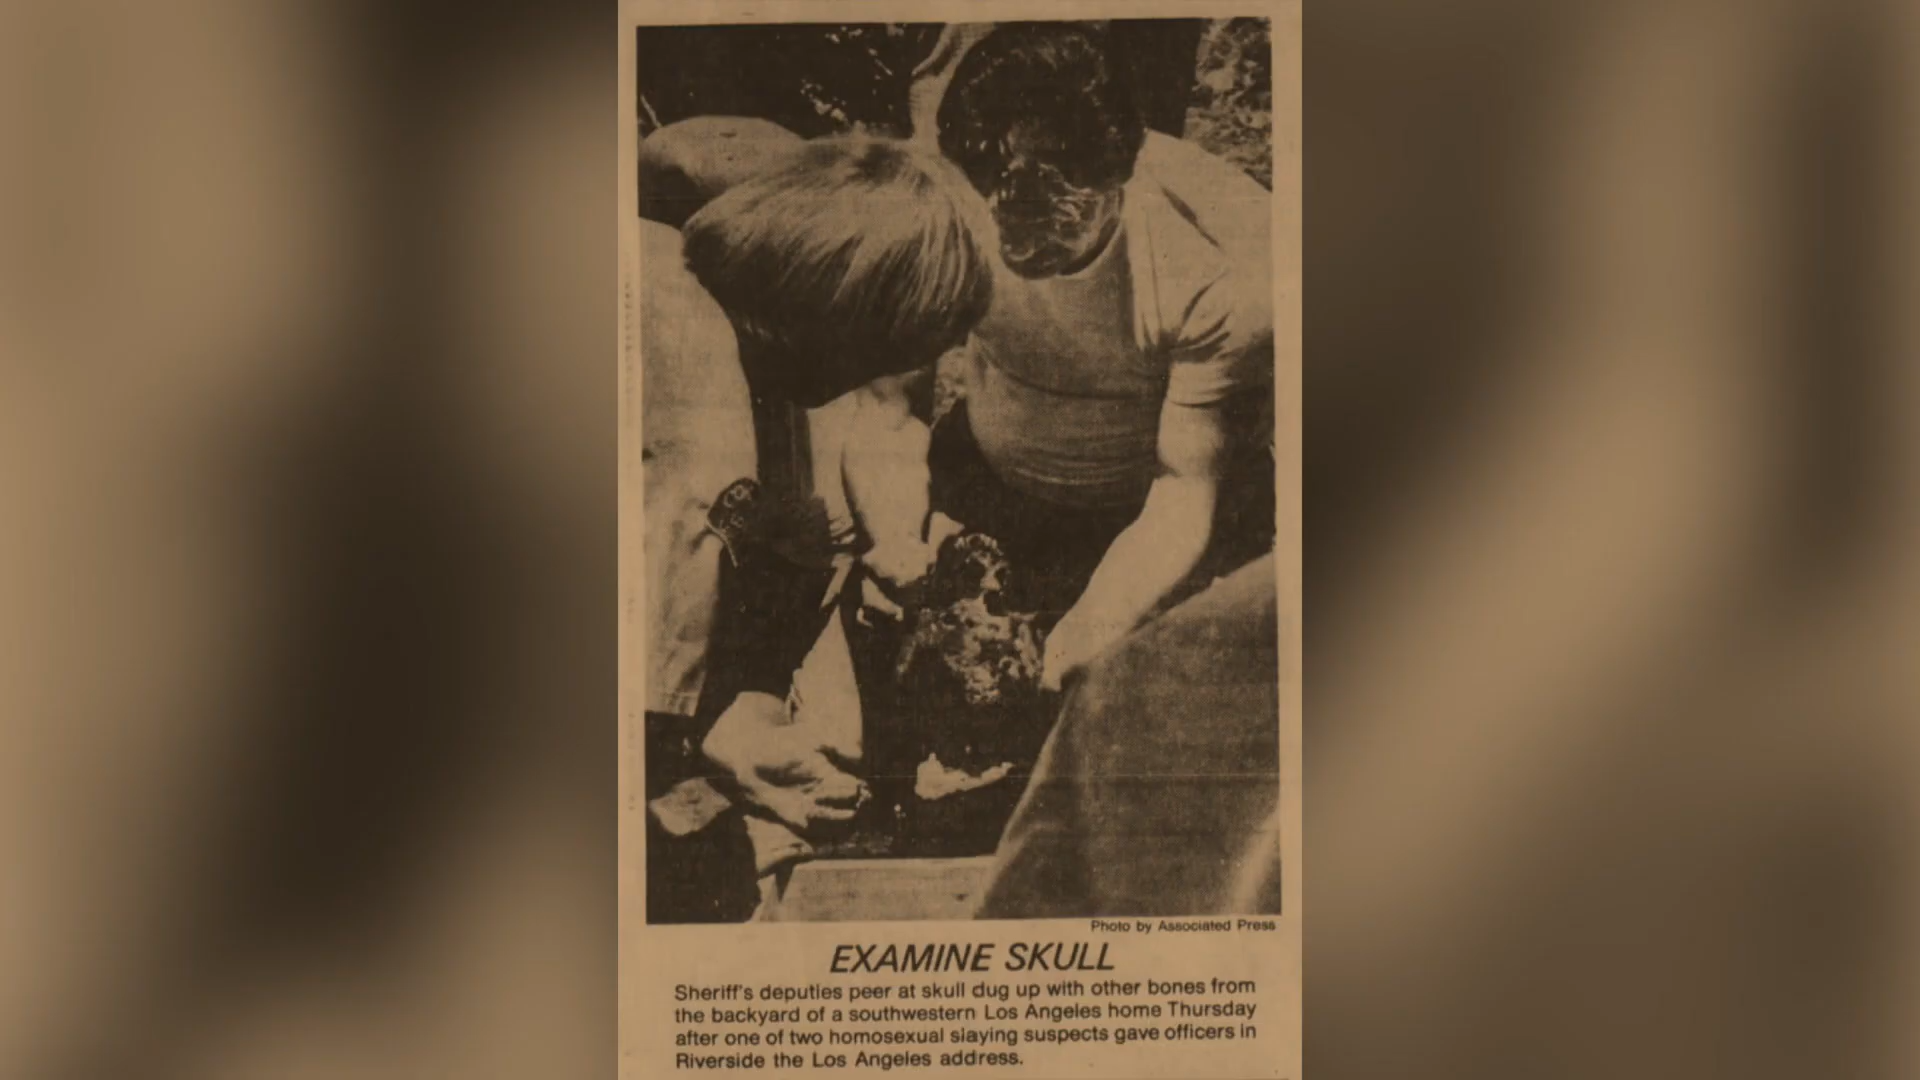 Photo by Associated Press
EXAMINE SKULL
Sheriff's deputies peer at skull dug up with other bones from
the backyard of a southwestern Los Angeles home Thursday
after one of two homosexual slaying suspects gave officers in
Riverside the Los Angeles address.